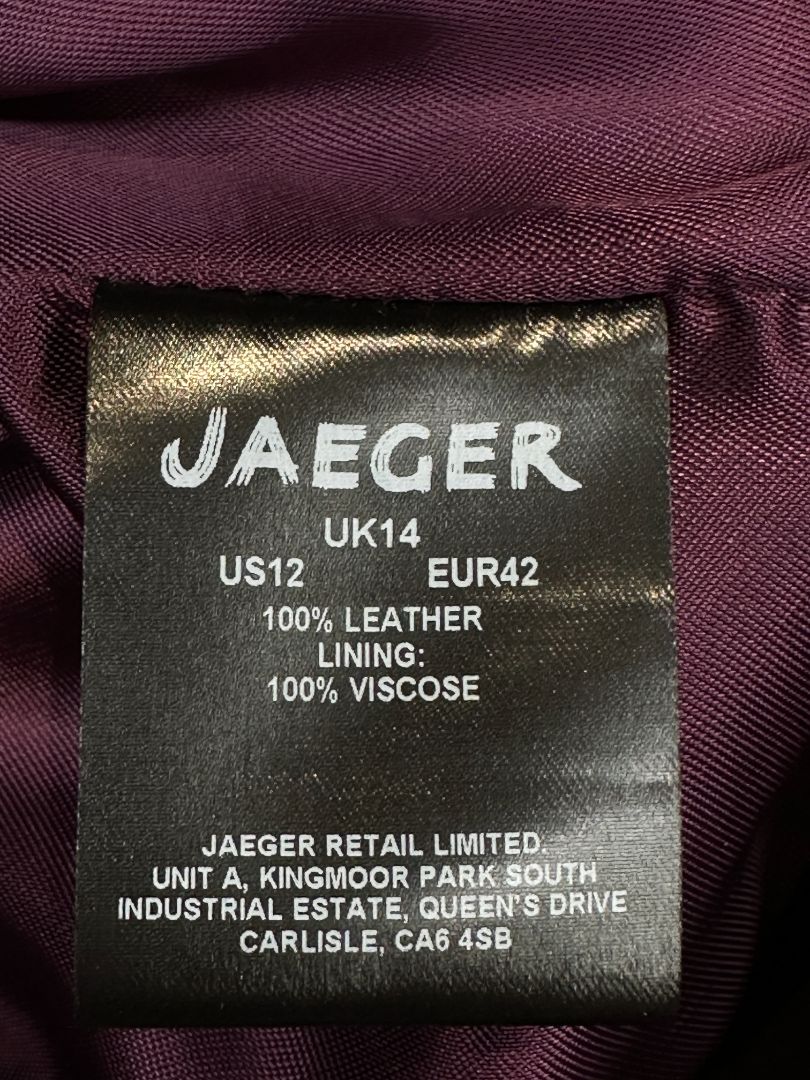 JAEGER
UK14
US12 EUR42
100% LEATHER
LINING:
100% VISCOSE
JAEGER RETAIL LIMITED.
UNIT A, KINGMOOR PARK SOUTH
INDUSTRIAL ESTATE, QUEEN'S DRIVE
CARLISLE, CA6 4SB